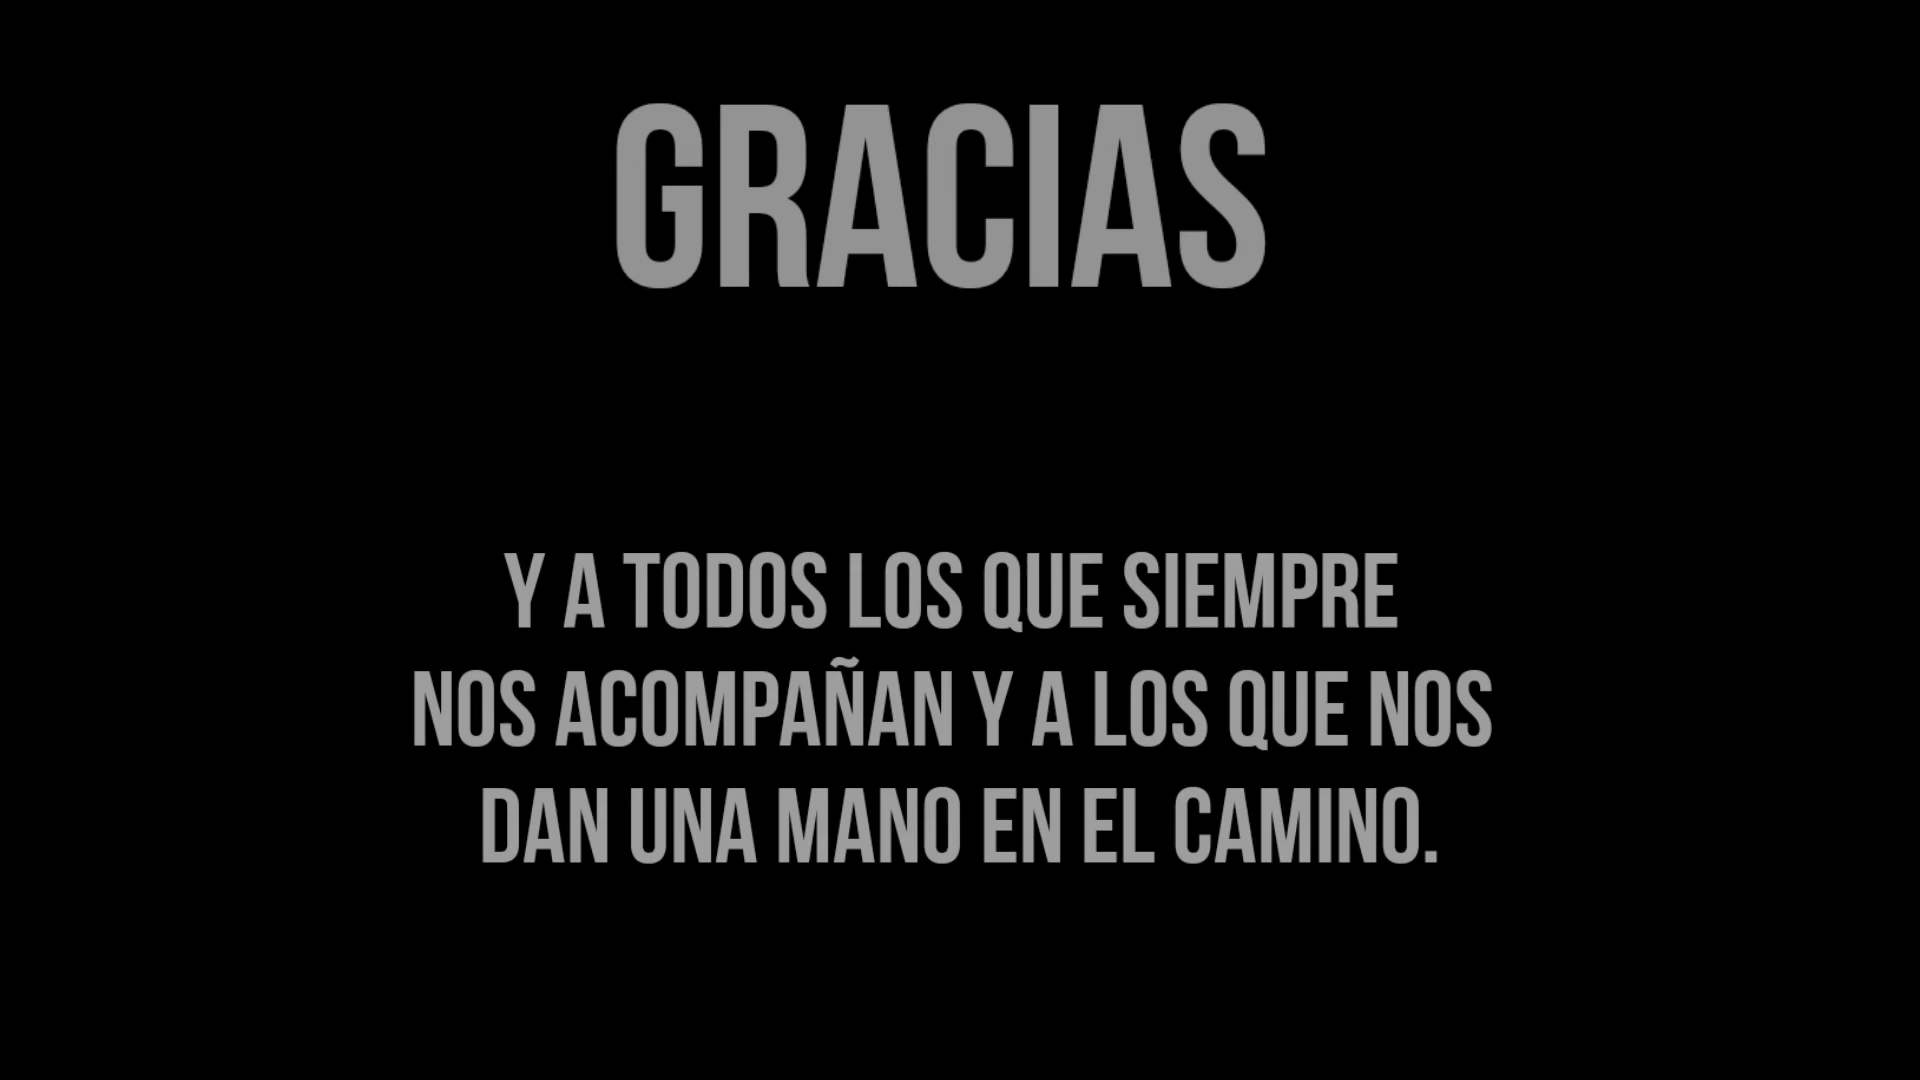 GRACIAS
Y A TODOS LOS QUE SIEMPRE
NOS ACOMPAÑAN Y A LOS QUE NOS
DAN UNA MANO EN EL CAMINO.